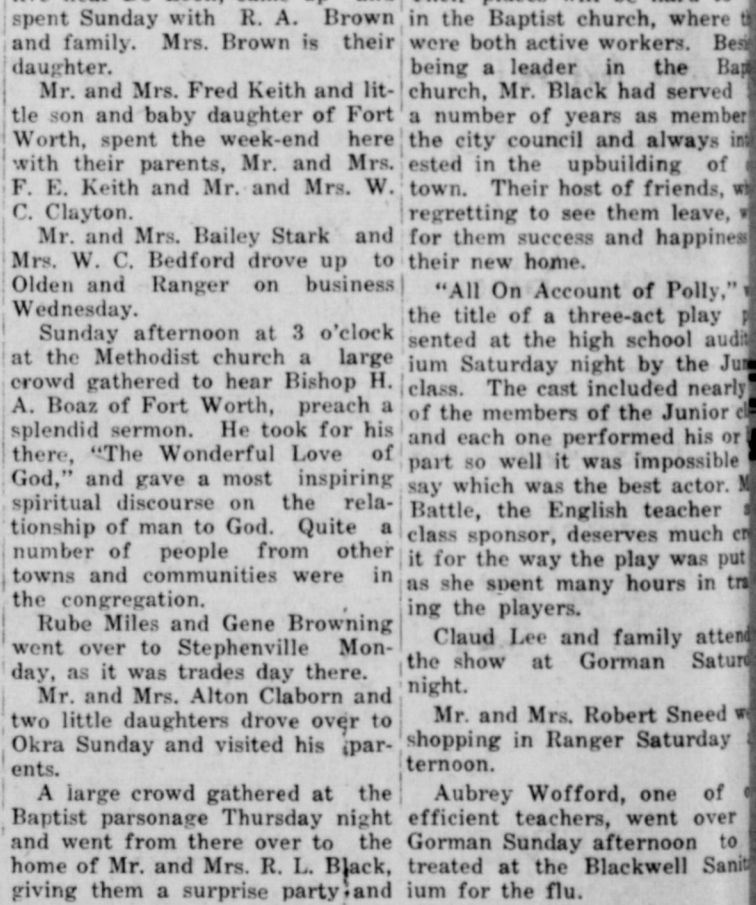 spent Sunday with R. A. Brown
and family. Mrs. Brown is their
daughter.
Mr. and Mrs. Fred Keith and lit-
tle son and baby daughter of Fort
Worth, spent the week-end here
with their parents, Mr. and Mrs.
F. E. Keith and Mr. and Mrs. W.
C. Clayton.
Mr. and Mrs. Bailey Stark and
Mrs. W. C. Bedford drove up to
Olden and Ranger on business
Wednesday.
Sunday afternoon at 3 o'clock
at the Methodist church a large
crowd gathered to hear Bishop H.
A. Boaz of Fort Worth, preach a
splendid sermon. He took for his
there, "The Wonderful Love of
God," and gave a most inspiring
spiritual discourse on the rela-
tionship of man to God. Quite a
number of people from other
towns and communities were in
the congregation.
Rube Miles and Gene Browning
went over to Stephenville Mon-
day, as it was trades day there.
Mr. and Mrs. Alton Claborn and
two little daughters drove over to
Okra Sunday and visited his par-
ents.
A large crowd gathered at the
Baptist parsonage Thursday night
and went from there over to the
home of Mr. and Mrs. R. L. Black,
giving them a surprise party and
in the Baptist church, where
were both active workers.
being a leader in the
church, Mr. Black had served
a number of years as member
the city council and always
ested in the upbuilding of
town. Their host of friends,
regretting to see them leave,
for them success and happiness
their new home.
"All On Account of Polly,"
the title of a three-act play
sented at the high school
ium Saturday night by the
class. The cast included nearly
of the members of the Junior
and each one performed his or
part so well it was impossible
say which was the best actor.
Battle, the English teacher
class sponsor, deserves much
it for the way the play was put
as she spent many hours in
ing the players.
Claud Lee and family
the show at Gorman
night.
Mr. and Mrs. Robert Sneed
shopping in Ranger Saturday
ternoon.
Aubrey Wofford, one of
efficient teachers, went over
Gorman Sunday afternoon to
treated at the Blackwell
ium for the flu.